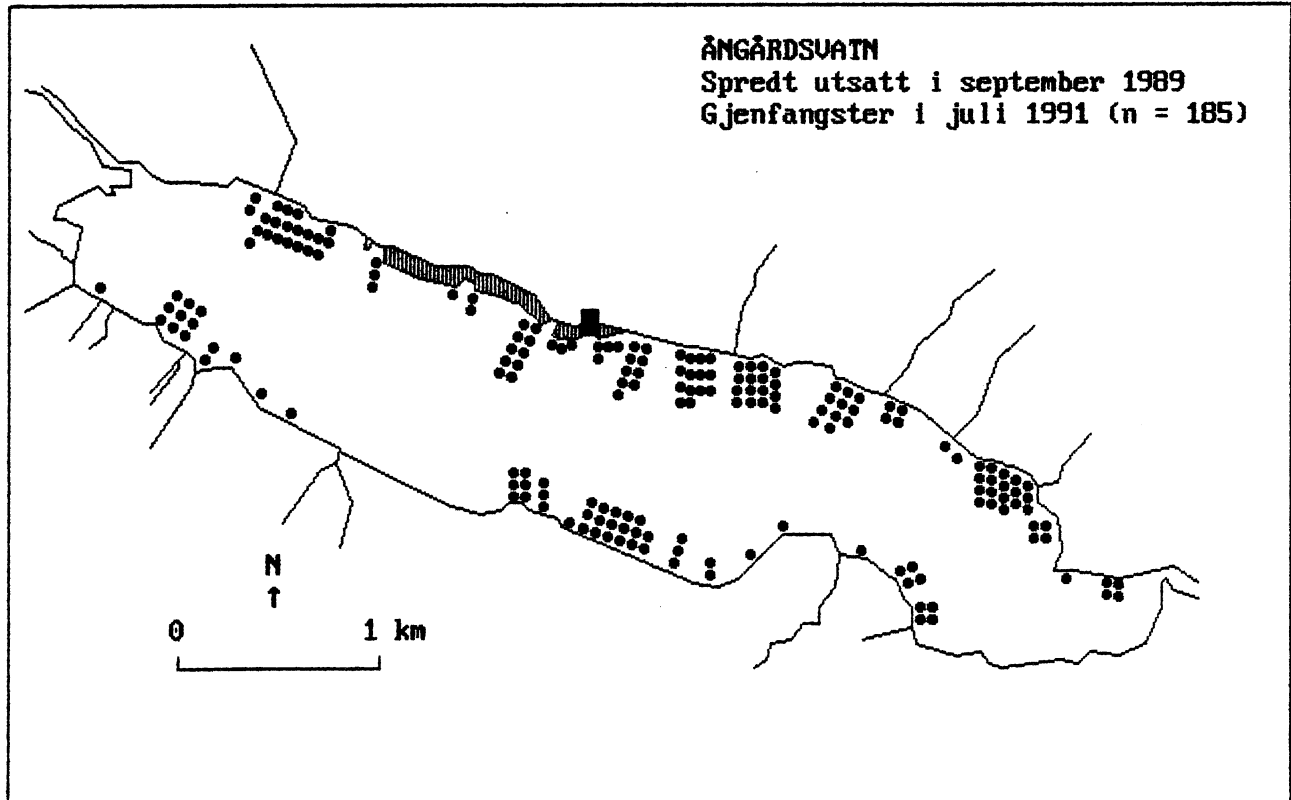 ÅNGÅRDSVATN
Spredt utsatt i september 1989
Gjenfangster i juli 1991 (n = 185)
N
↑
0 1 km